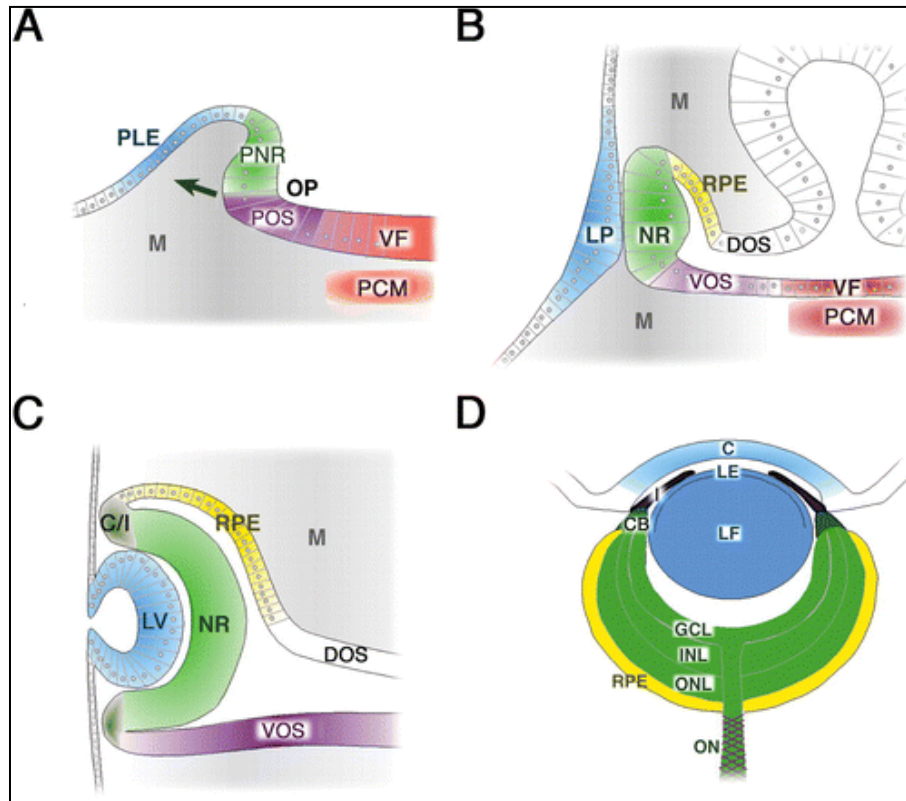 A
PLE
PNR
OP
POS
VF
M
PCM
B
M
RPE
LP
NR
DOS
VOS
VF
PCM
M
C
C/I
RPE
M
LV
NR
DOS
VOS
D
C
LE
I
CB
LF
GCL
INL
RPE
ONL
ON